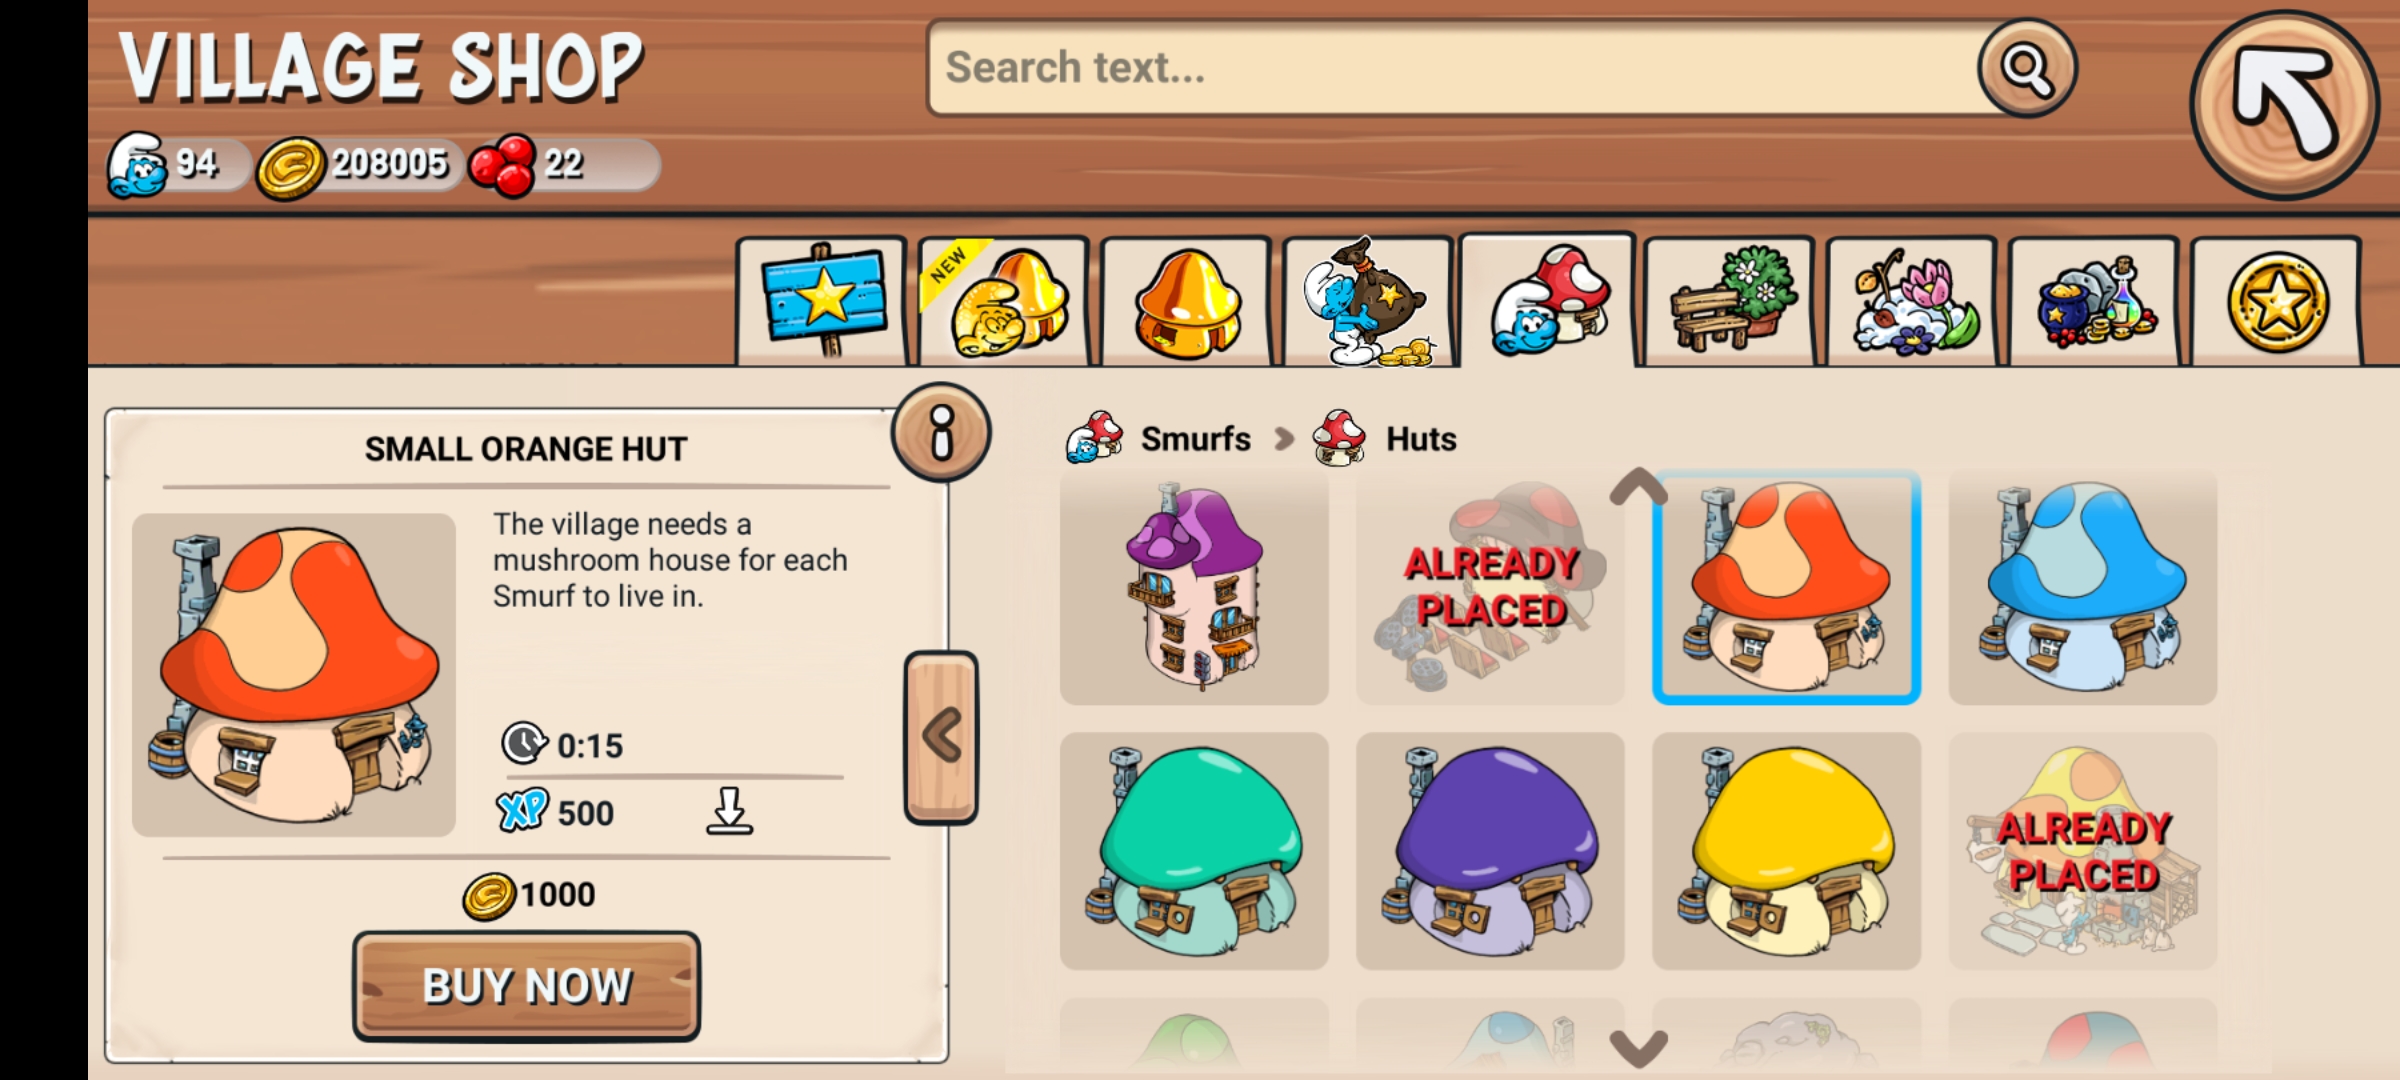 VILLAGE SHOP
Search text...
94
208005
22
NEW
SMALL ORANGE HUT
The village needs a
mushroom house for each
Smurf to live in.
0:15
XP 500
1000
BUY NOW
Smurfs > Huts
ALREADY
PLACED
ALREADY
PLACED